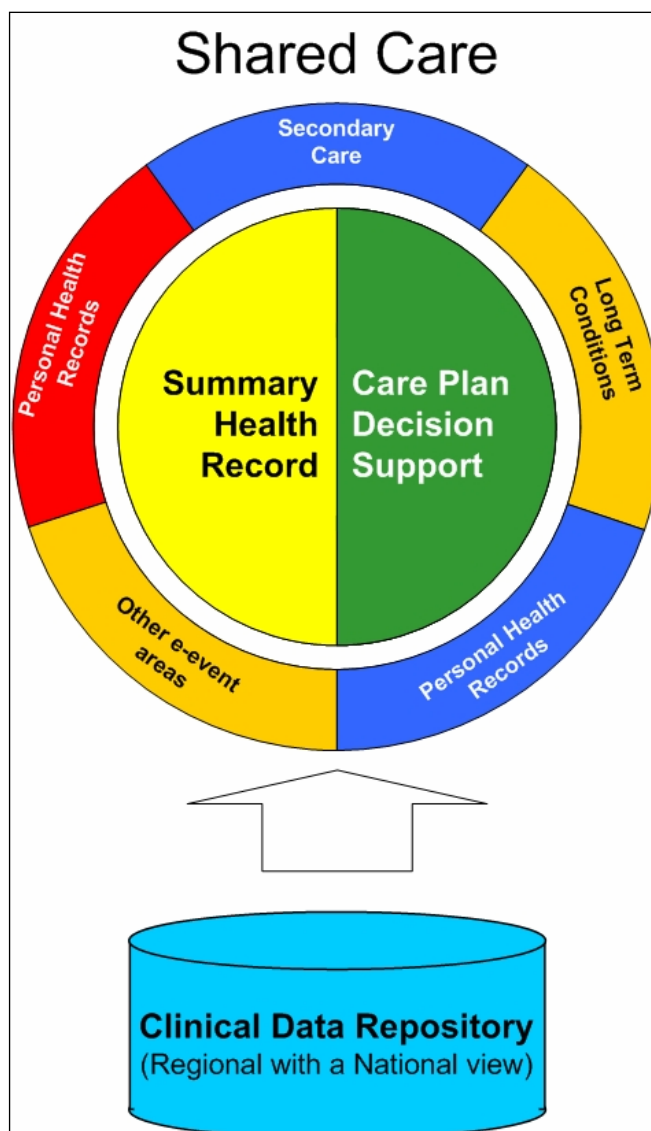 Shared Care
Secondary
Care
Personal Health
Records
Long Term
Conditions
Summary
Health
Record
Care Plan
Decision
Support
Other e-event
areas
Personal Health
Records
Clinical Data Repository
(Regional with a National view)